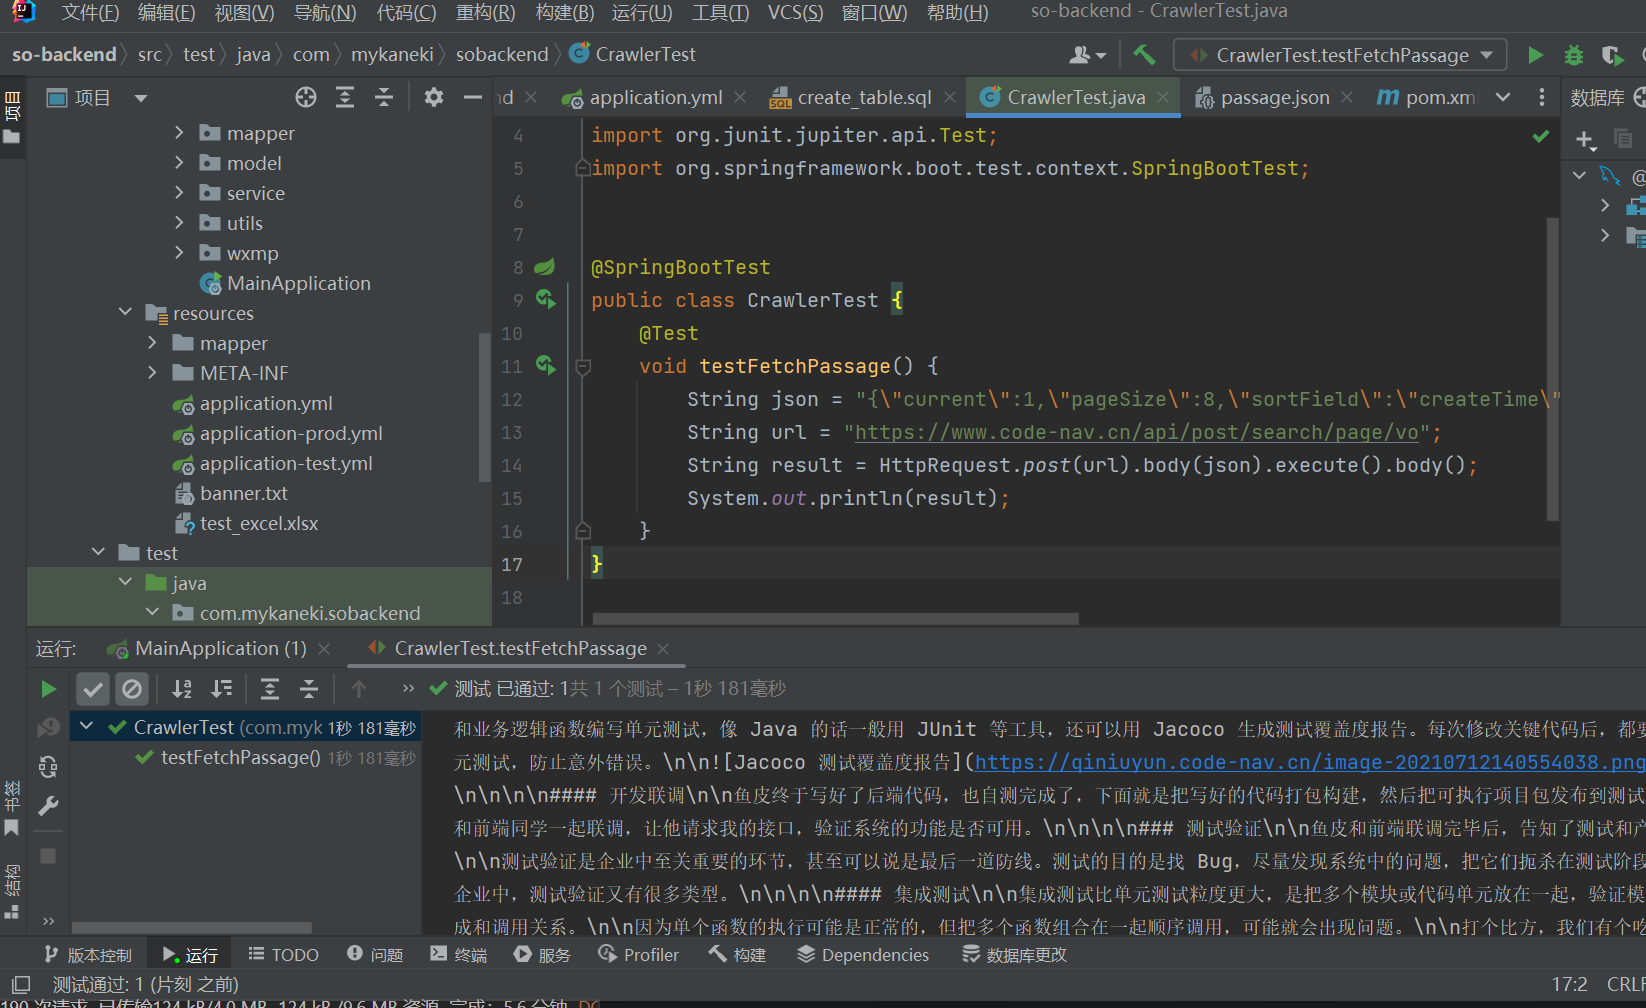 文件(F) 编辑(E) 视图(V) 导航(N) 代码(C) 重构(R) 构建(B) 运行(U) 工具(T) VCS(S) 窗口(W) 帮助(H) so-backend - CrawlerTest.java
so-backend src test java com mykaneki sobackend CrawlerTest CrawlerTest.testFetchPassage
项目 nd application.yml create_table.sql CrawlerTest.java passage.json pom.xm 数据库
项目
mapper
model
service
utils
wxmp
MainApplication
resources
mapper
META-INF
application.yml
application-prod.yml
application-test.yml
banner.txt
test_excel.xlsx
test
java
com.mykaneki.sobackend
4 import org.junit.jupiter.api.Test;
5 import org.springframework.boot.test.context.SpringBootTest;
6
7
8 @SpringBootTest
9 public class CrawlerTest {
10 @Test
11 void testFetchPassage() {
12 String json = "{\"current\":1,\"pageSize\":8,\"sortField\":\"createTime\"
13 String url = "https://www.code-nav.cn/api/post/search/page/vo";
14 String result = HttpRequest.post(url).body(json).execute().body();
15 System.out.println(result);
16 }
17 }
18
@
运行: MainApplication (1) CrawlerTest.testFetchPassage
测试 已通过: 1共 1 个测试 – 1秒 181毫秒
CrawlerTest (com.myk 1秒 181毫秒
testFetchPassage() 1秒 181毫秒
和业务逻辑函数编写单元测试，像 Java 的话一般用 JUnit 等工具，还可以用 Jacoco 生成测试覆盖度报告。每次修改关键代码后，都要
元测试，防止意外错误。\n\n![Jacoco 测试覆盖度报告](https://qiniuyun.code-nav.cn/image-20210712140554038.png
\n\n\n\n#### 开发联调\n\n鱼皮终于写好了后端代码，也自测完成了，下面就是把写好的代码打包构建，然后把可执行项目包发布到测试
和前端同学一起联调，让他请求我的接口，验证系统的功能是否可用。\n\n\n\n### 测试验证\n\n鱼皮和前端联调完毕后，告知了测试和产
\n\n测试验证是企业中至关重要的环节，甚至可以说是最后一道防线。测试的目的是找 Bug，尽量发现系统中的问题，把它们扼杀在测试阶段
企业中，测试验证又有很多类型。\n\n\n\n#### 集成测试\n\n集成测试比单元测试粒度更大，是把多个模块或代码单元放在一起，验证模
成和调用关系。\n\n因为单个函数的执行可能是正常的，但把多个函数组合在一起顺序调用，可能就会出现问题。\n\n打个比方，我们有个吃
书签
结构
版本控制 运行 TODO 问题 终端 服务 Profiler 构建 Dependencies 数据库更改
测试通过: 1 (片刻 之前) 17:2 CRLF